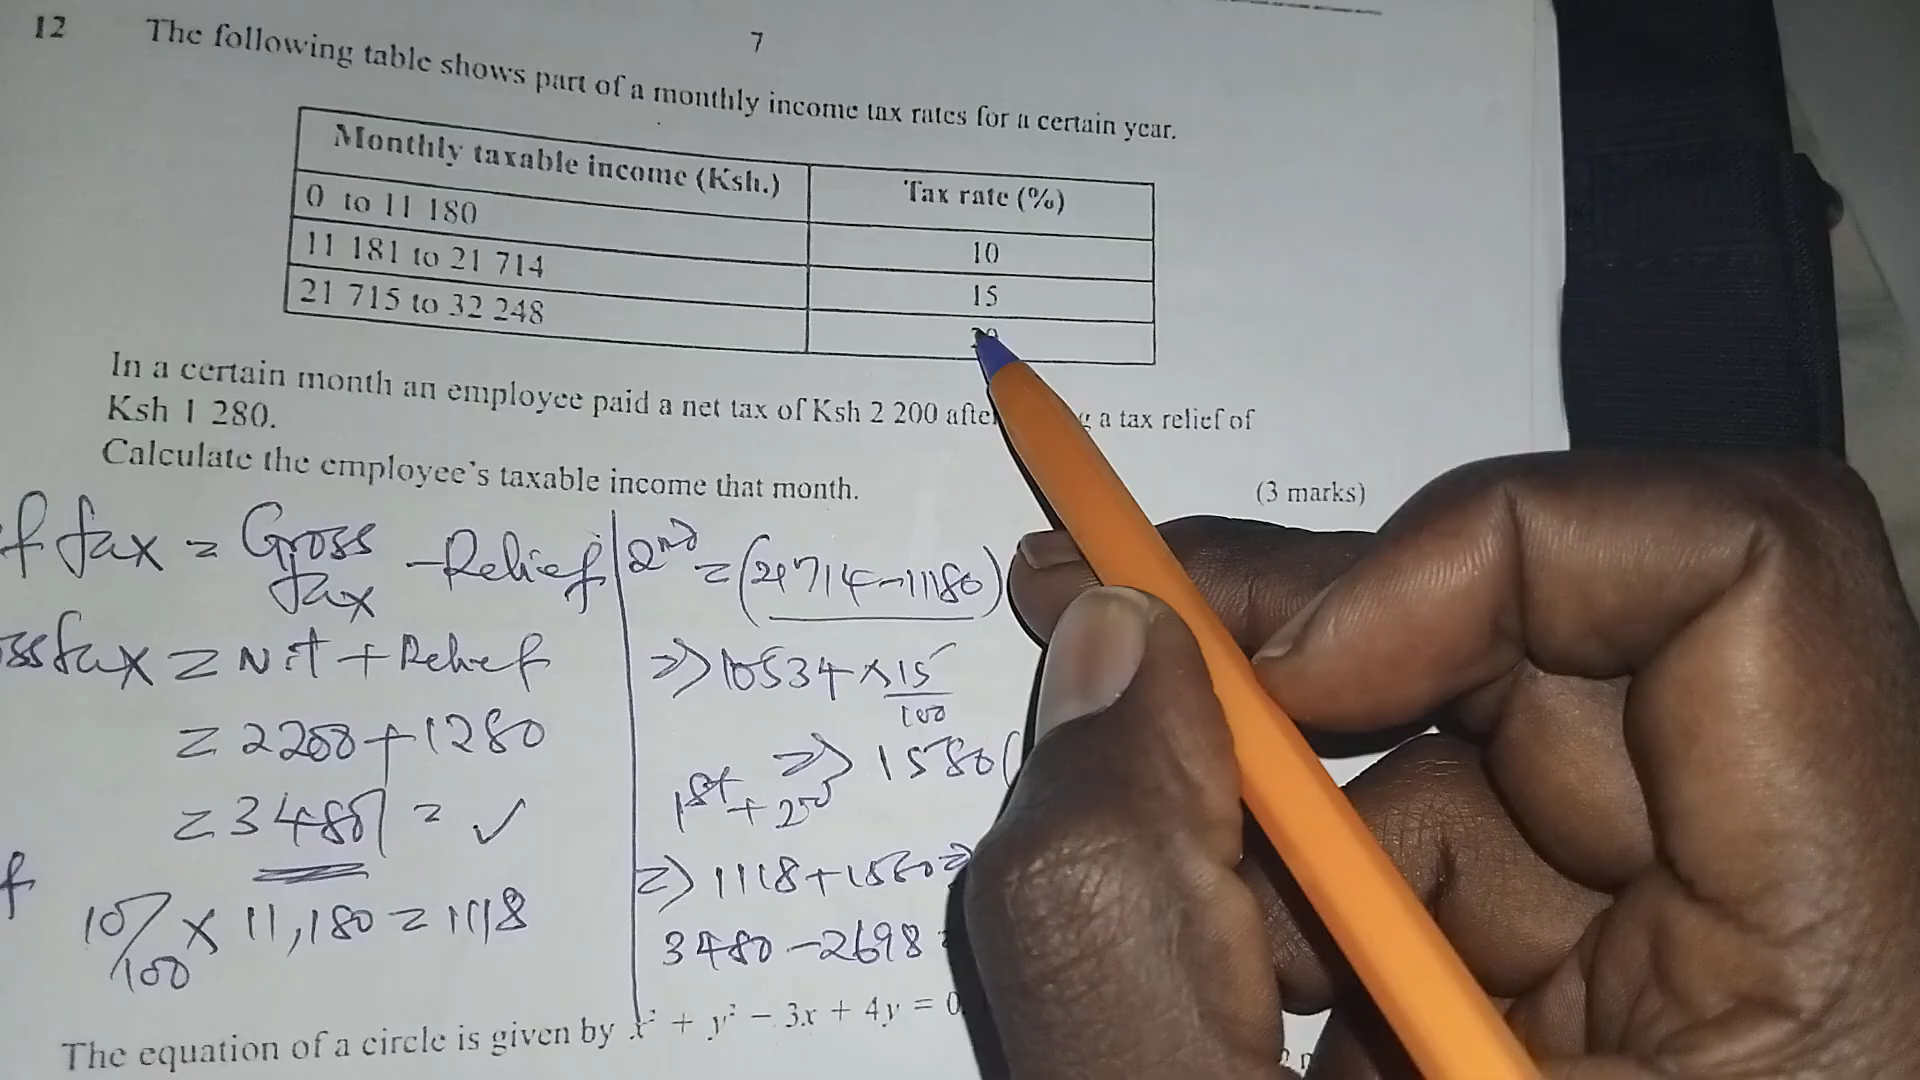 7
12 The following table shows part of a monthly income tax rates for a certain year.
Monthly taxable income (Ksh.) Tax rate (%)
0 to 11 180 10
11 181 to 21 714 15
21 715 to 32 248
In a certain month an employee paid a net tax of Ksh 2 200 a tax relief of
Ksh 1 280.
Calculate the employee's taxable income that month.
(3 marks)
tax = Gross tax - Relief
tax = Net + Relief
= 2200 + 1280
= 3480 = ✓
10/100 × 11,180 = 1118
2nd = (21714-11180)
=> 10534 × 15/100
=> 1580
1st + 2nd
=> 1118+1580
3480 - 2698
The equation of a circle is given by x² + y² − 3x + 4y = 0